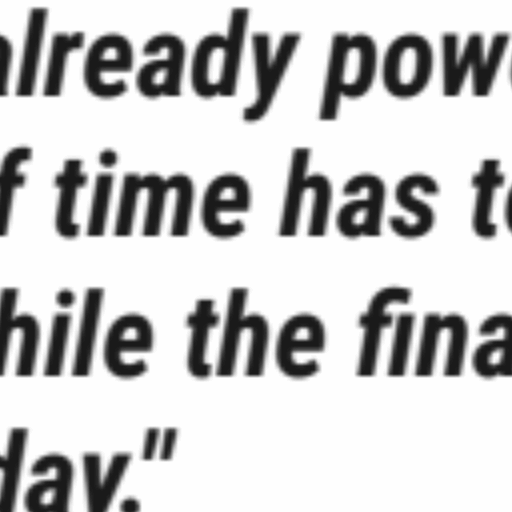 already pow
f time has t
hile the fina
day."